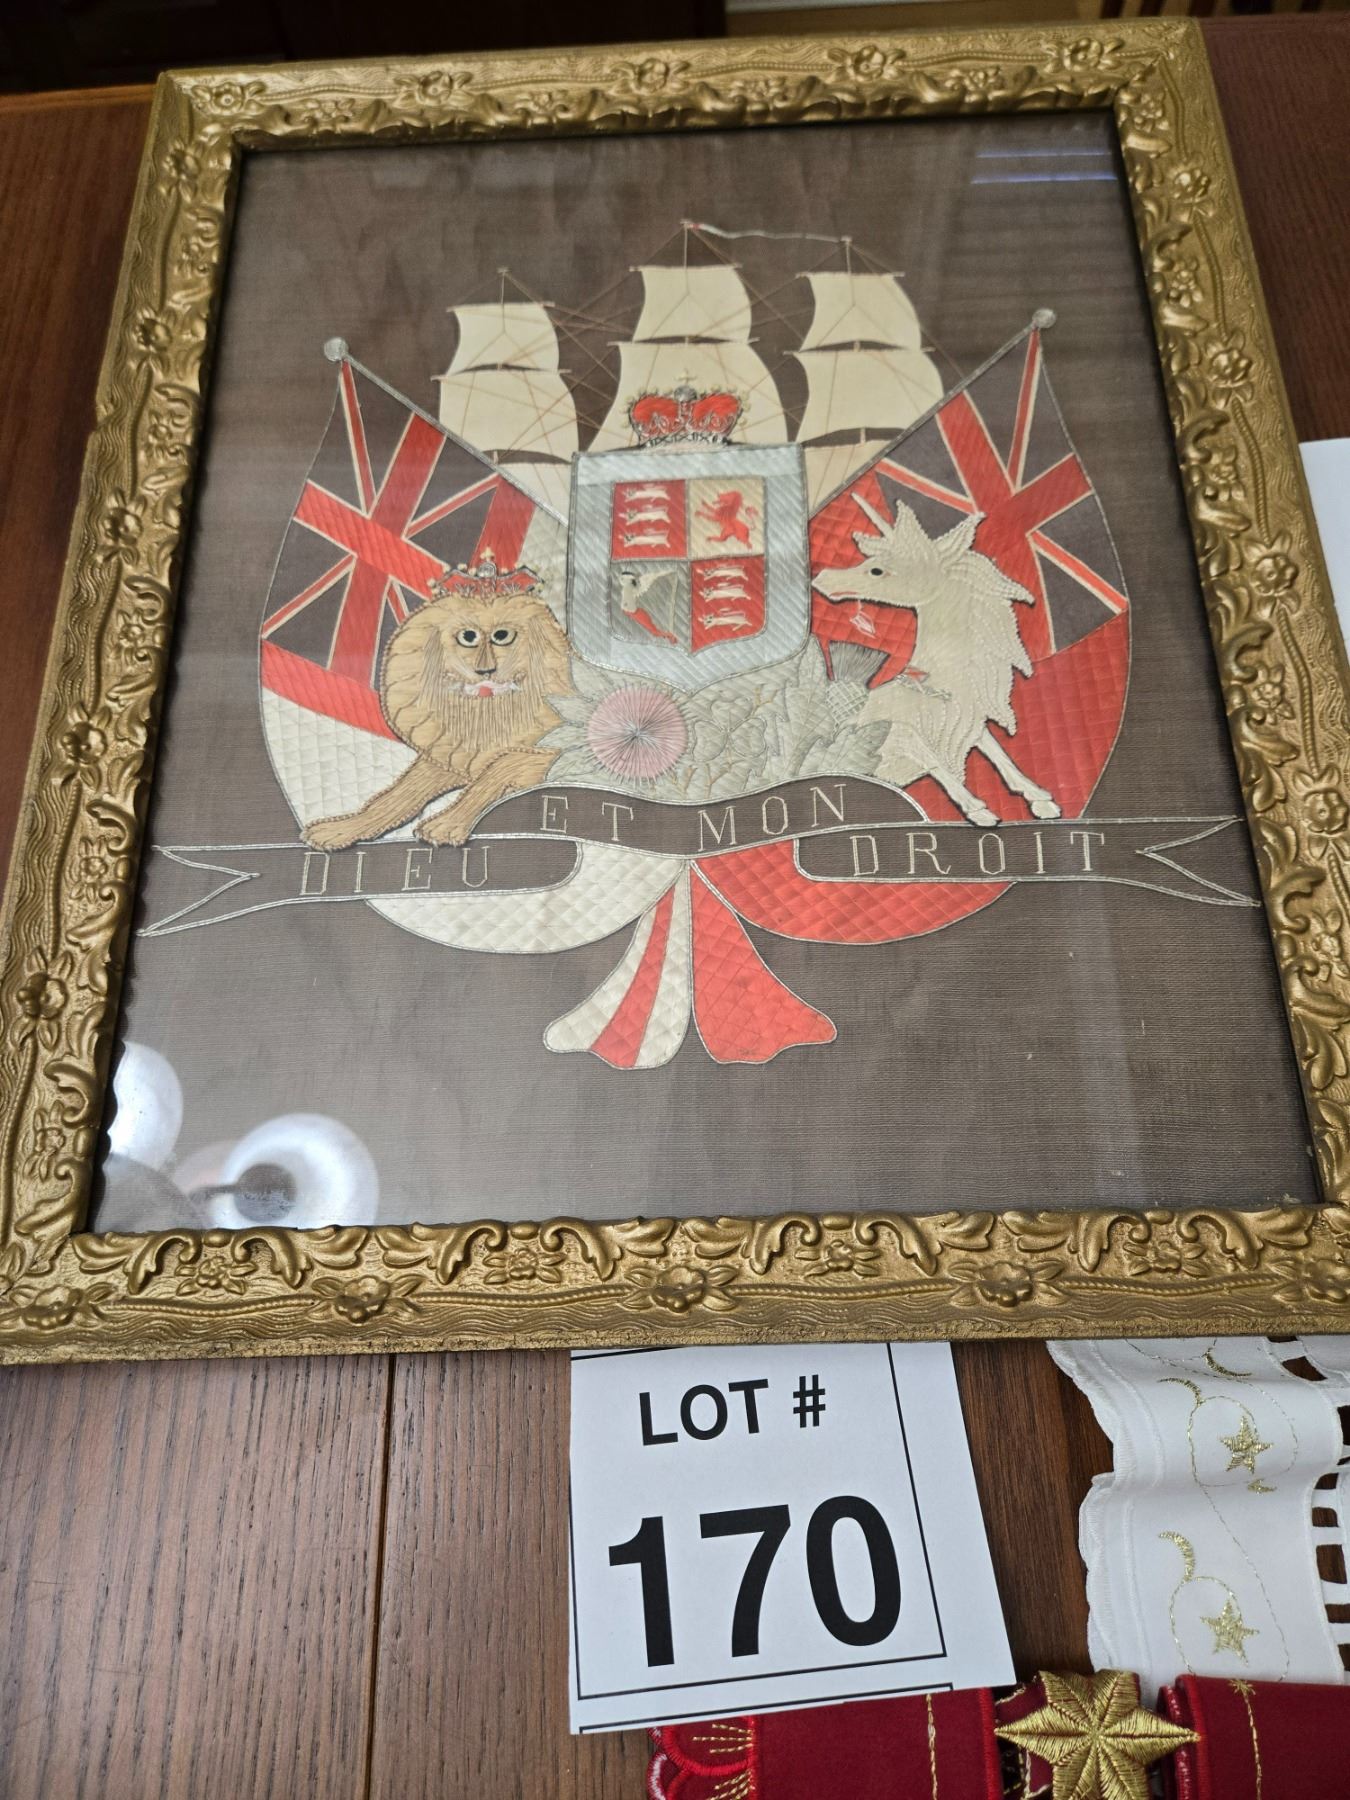 DIEU ET MON DROIT
LOT #
170